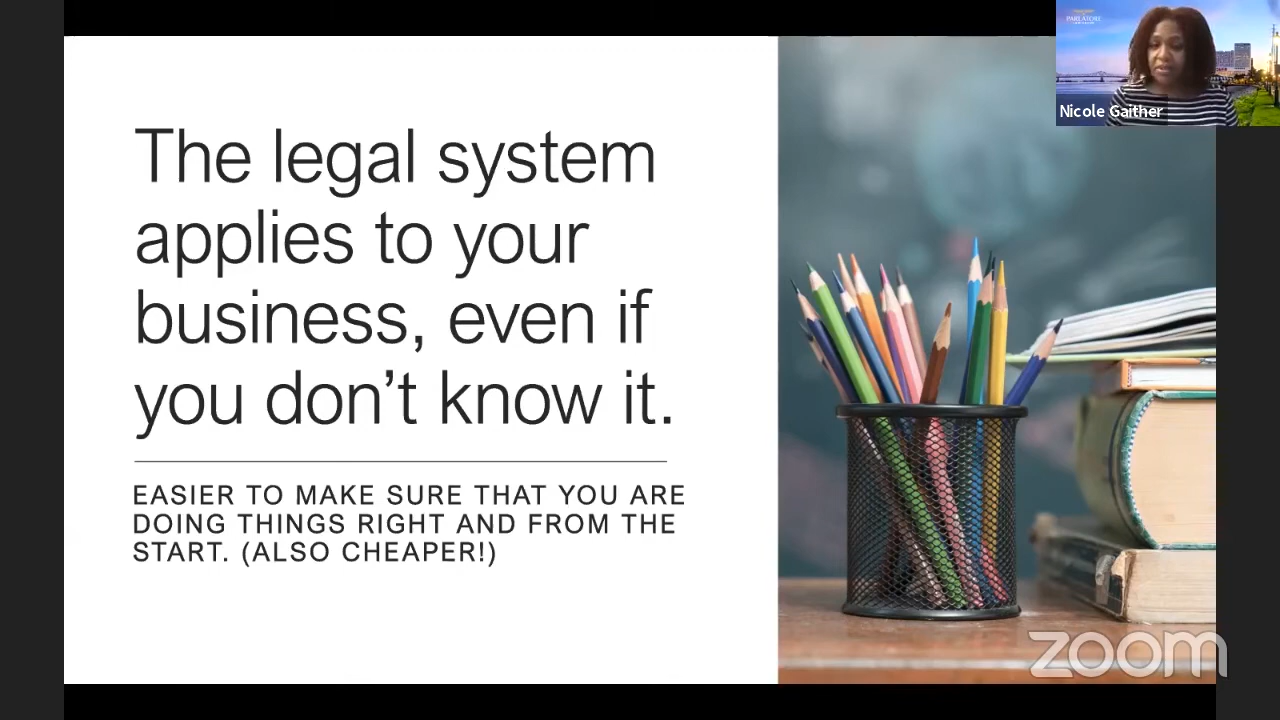 PARLATORE
Nicole Gaither
The legal system
applies to your
business, even if
you don’t know it.
EASIER TO MAKE SURE THAT YOU ARE
DOING THINGS RIGHT AND FROM THE
START. (ALSO CHEAPER!)
zoom